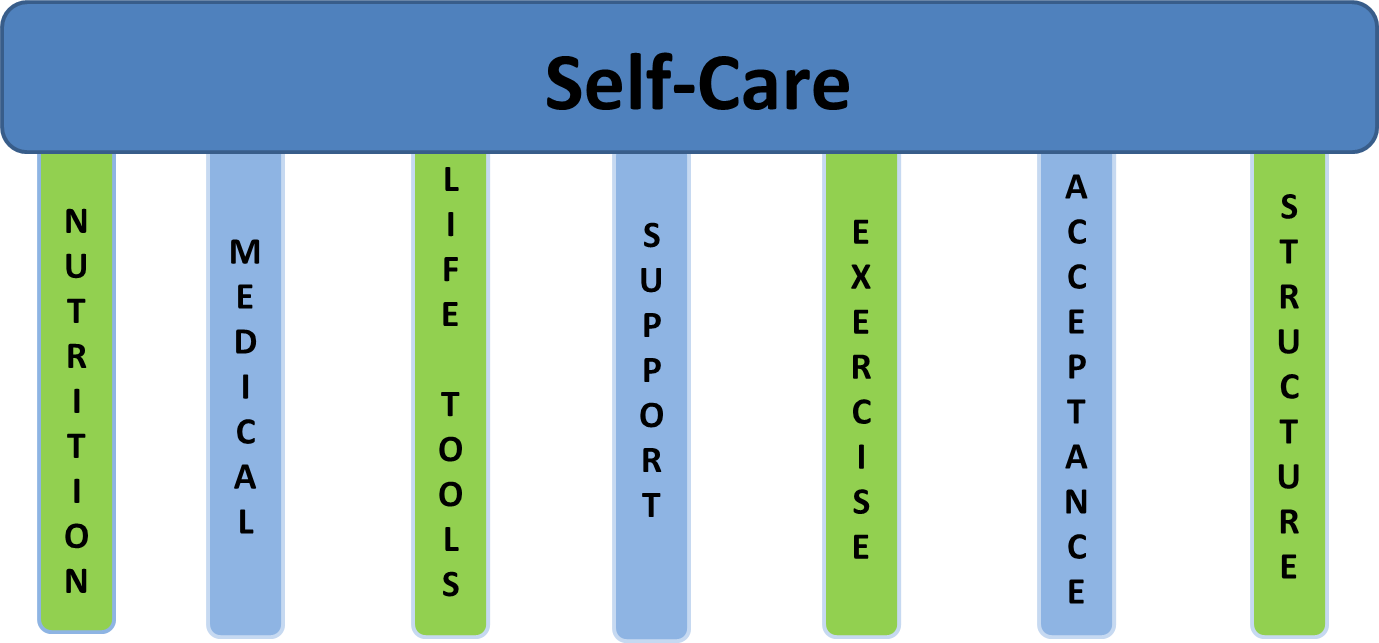 Self-Care
NUTRITION
MEDICAL
LIFE TOOLS
SUPPORT
EXERCISE
ACCEPTANCE
STRUCTURE